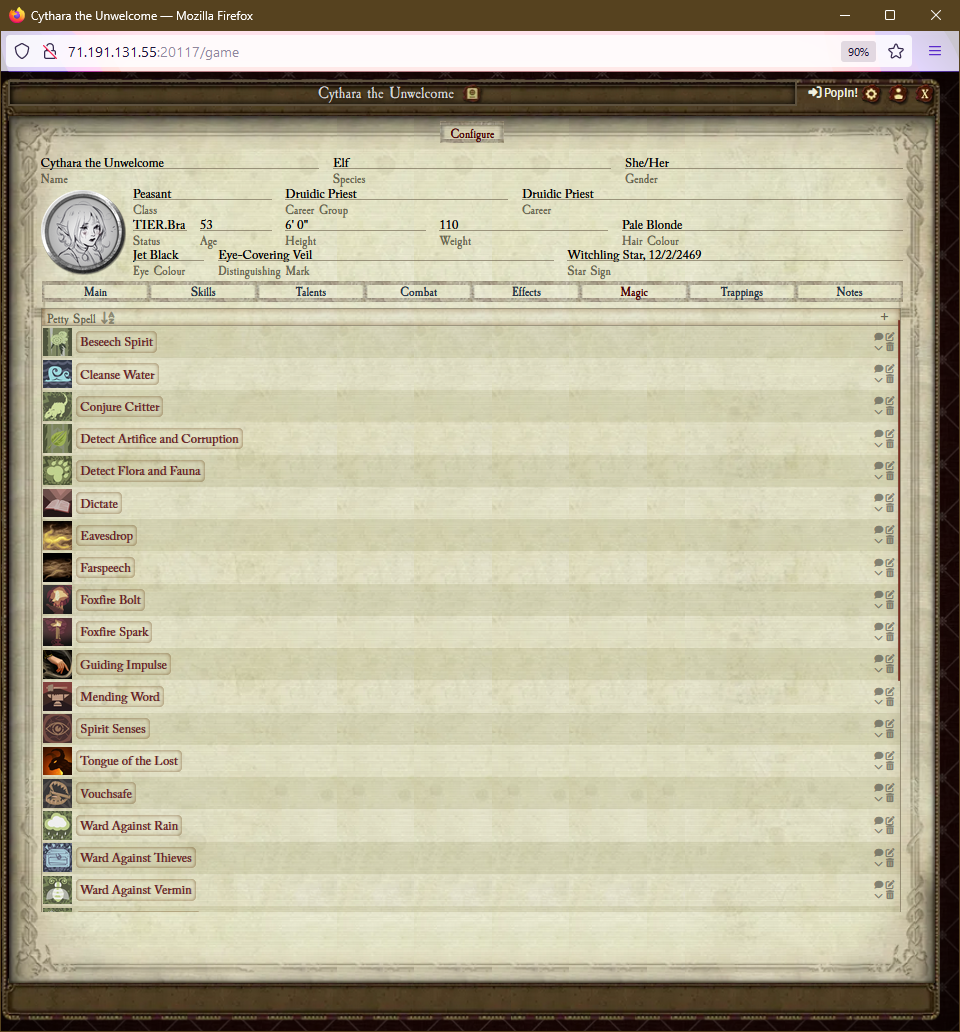 Cythara the Unwelcome — Mozilla Firefox
71.191.131.55:20117/game
90%
Cythara the Unwelcome
PopIn!
X
Configure
Cythara the Unwelcome Elf She/Her
Name Species Gender
Peasant Druidic Priest Druidic Priest
Class Career Group Career
TIER.Bra 53 6' 0" 110 Pale Blonde
Status Age Height Weight Hair Colour
Jet Black Eye-Covering Veil Witchling Star, 12/2/2469
Eye Colour Distinguishing Mark Star Sign
Main Skills Talents Combat Effects Magic Trappings Notes
Petty Spell +
Beseech Spirit
Cleanse Water
Conjure Critter
Detect Artifice and Corruption
Detect Flora and Fauna
Dictate
Eavesdrop
Farspeech
Foxfire Bolt
Foxfire Spark
Guiding Impulse
Mending Word
Spirit Senses
Tongue of the Lost
Vouchsafe
Ward Against Rain
Ward Against Thieves
Ward Against Vermin